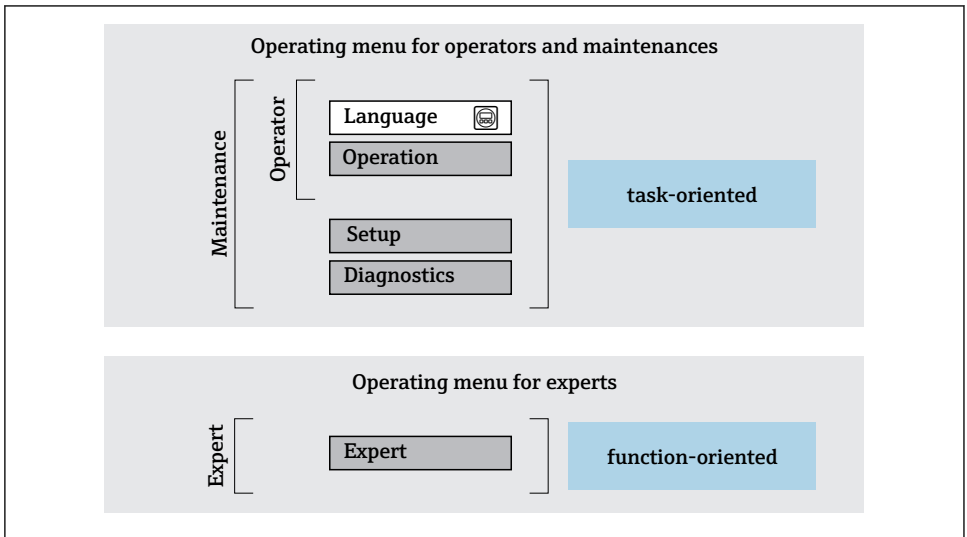 Operating menu for operators and maintenances
Maintenance
Operator
Language
Operation
Setup
Diagnostics
task-oriented
Operating menu for experts
Expert
Expert
function-oriented